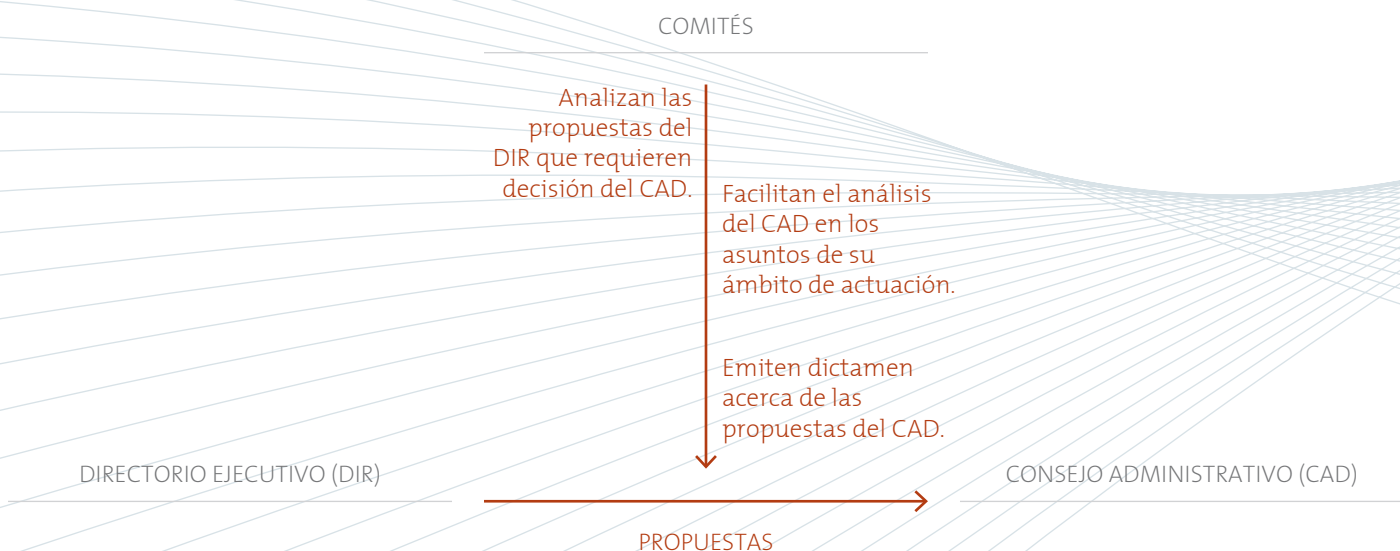 COMITÉS
Analizan las
propuestas del
DIR que requieren
decisión del CAD.
Facilitan el análisis
del CAD en los
asuntos de su
ámbito de actuación.
Emiten dictamen
acerca de las
propuestas del CAD.
DIRECTORIO EJECUTIVO (DIR)
CONSEJO ADMINISTRATIVO (CAD)
PROPUESTAS